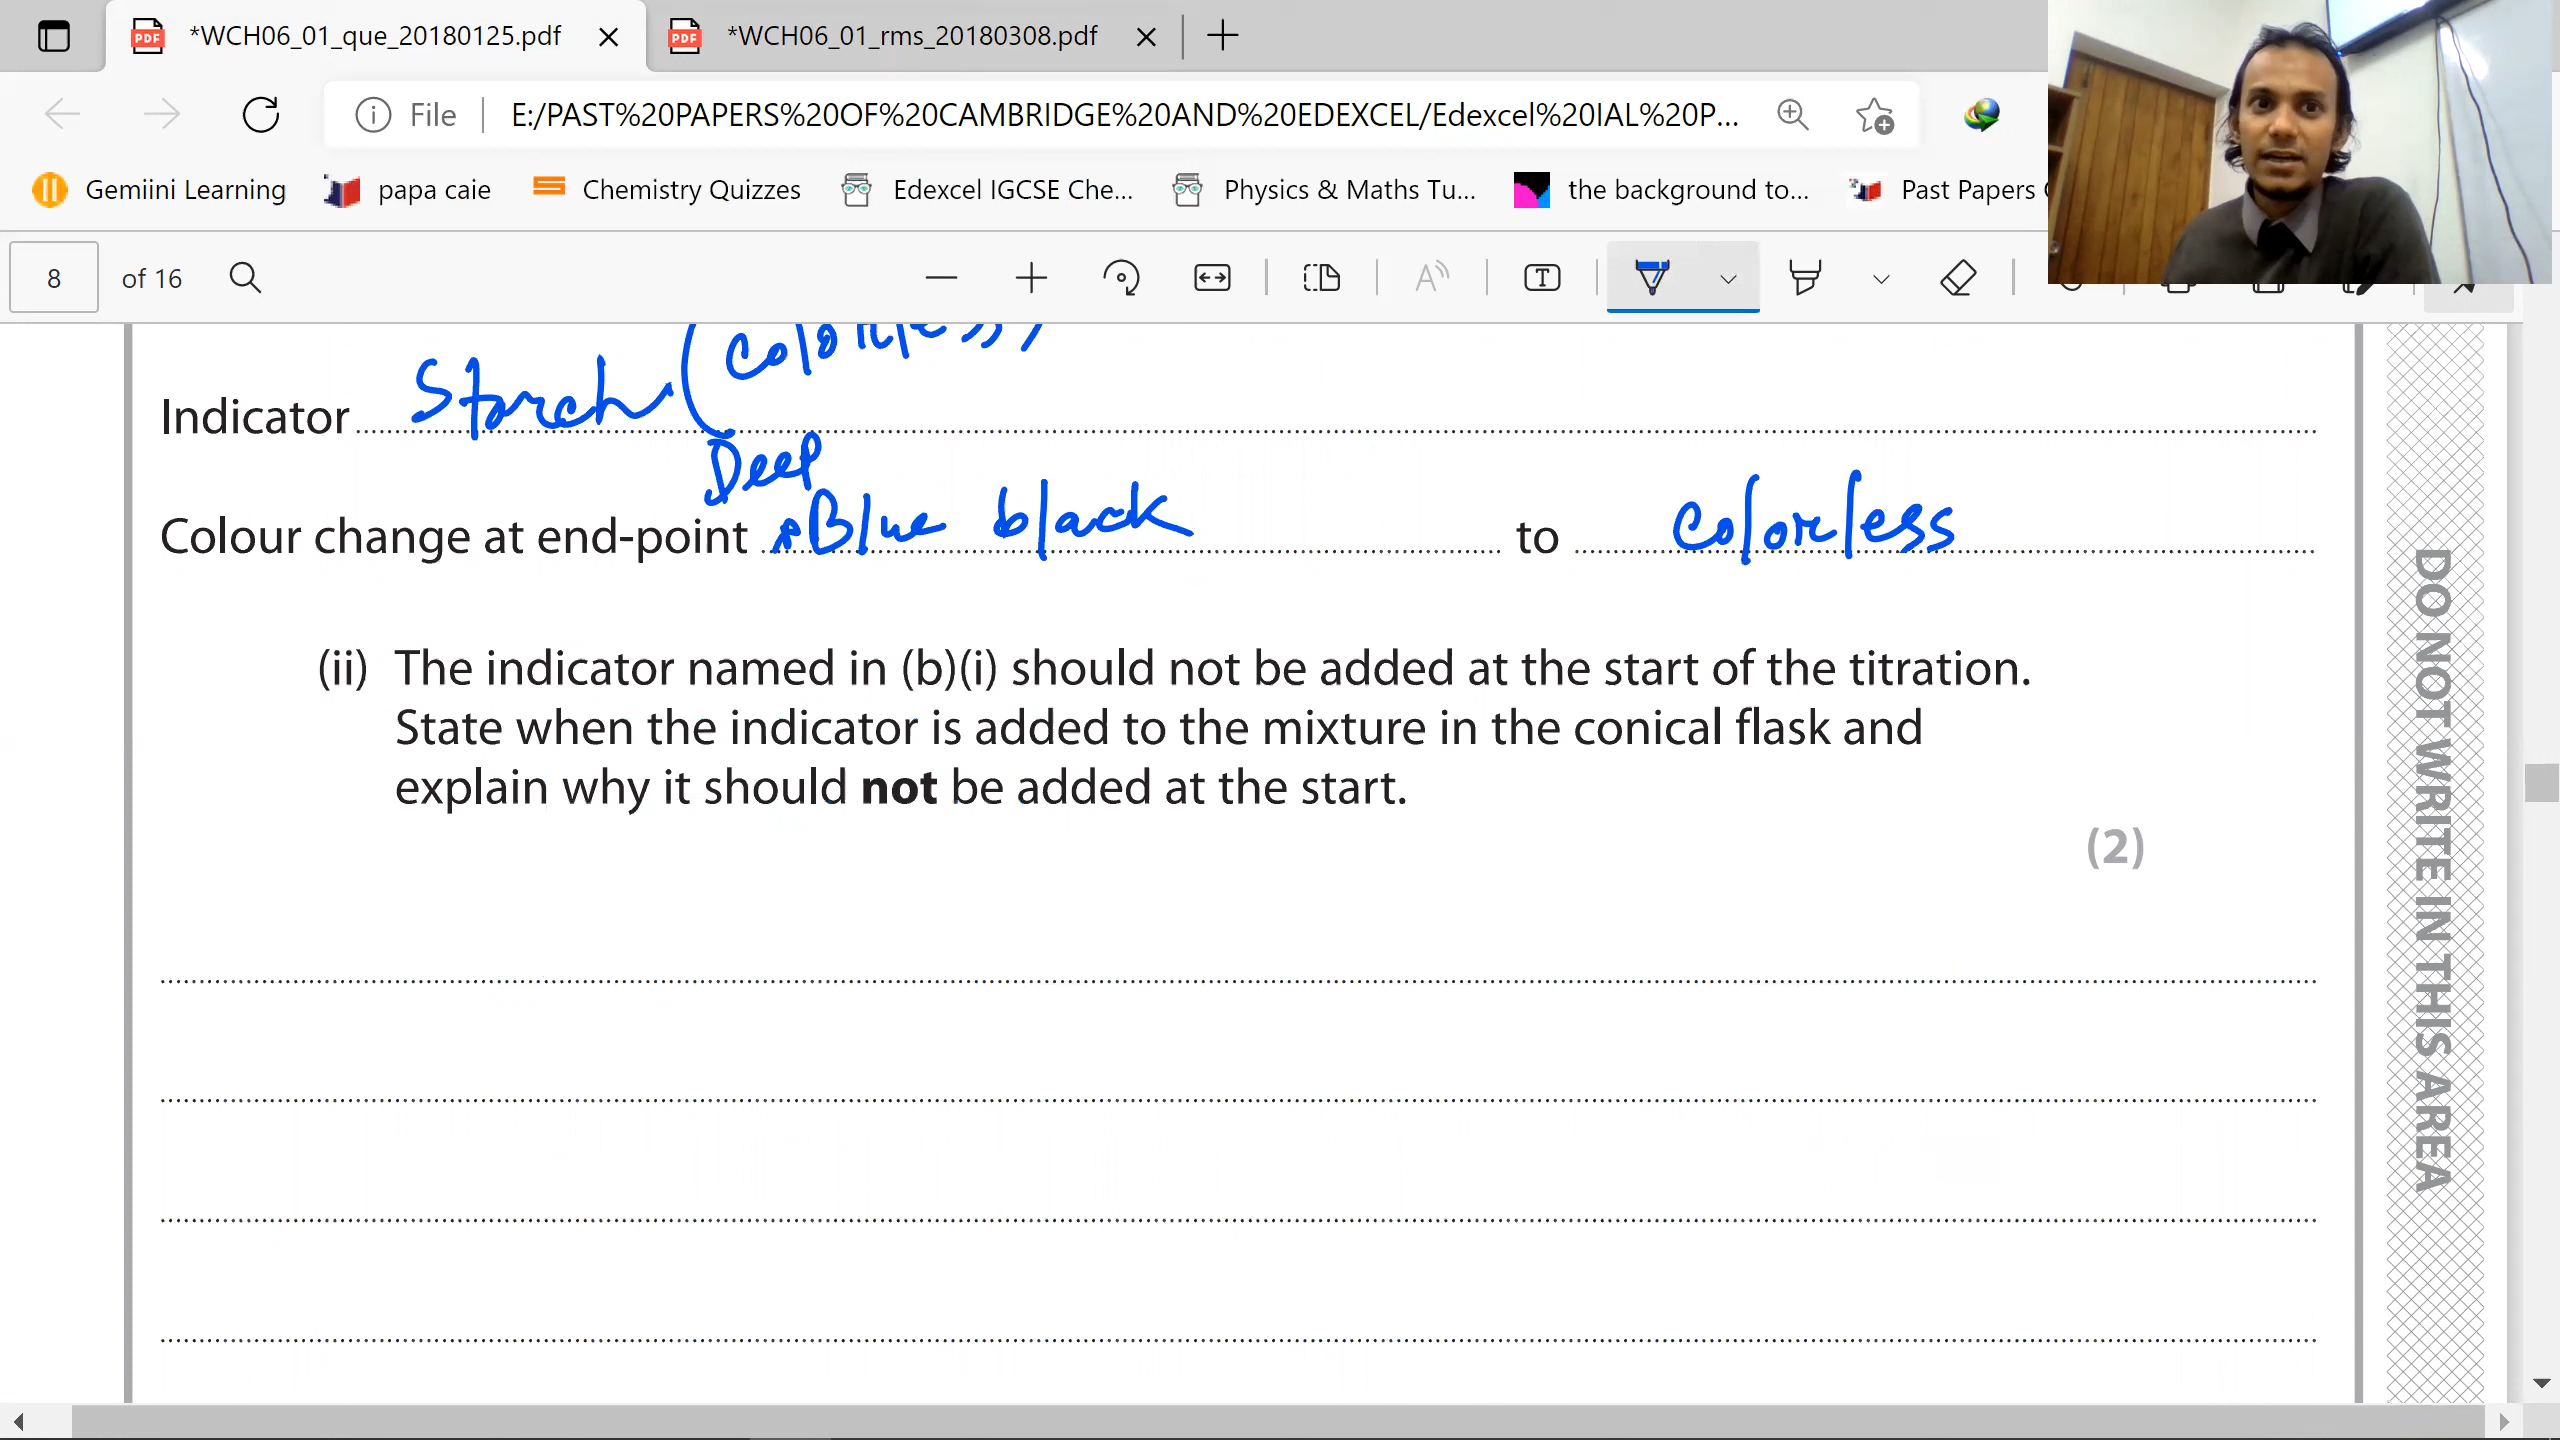 *WCH06_01_que_20180125.pdf
*WCH06_01_rms_20180308.pdf
File
E:/PAST%20PAPERS%20OF%20CAMBRIDGE%20AND%20EDEXCEL/Edexcel%20IAL%20P...
Gemiini Learning
papa caie
Chemistry Quizzes
Edexcel IGCSE Che...
Physics & Maths Tu...
the background to...
Past Papers
8 of 16
(colorless)
Indicator Starch
Deep
Colour change at end-point Blue black to colorless
(ii) The indicator named in (b)(i) should not be added at the start of the titration.
State when the indicator is added to the mixture in the conical flask and
explain why it should not be added at the start.
(2)
DO NOT WRITE IN THIS AREA